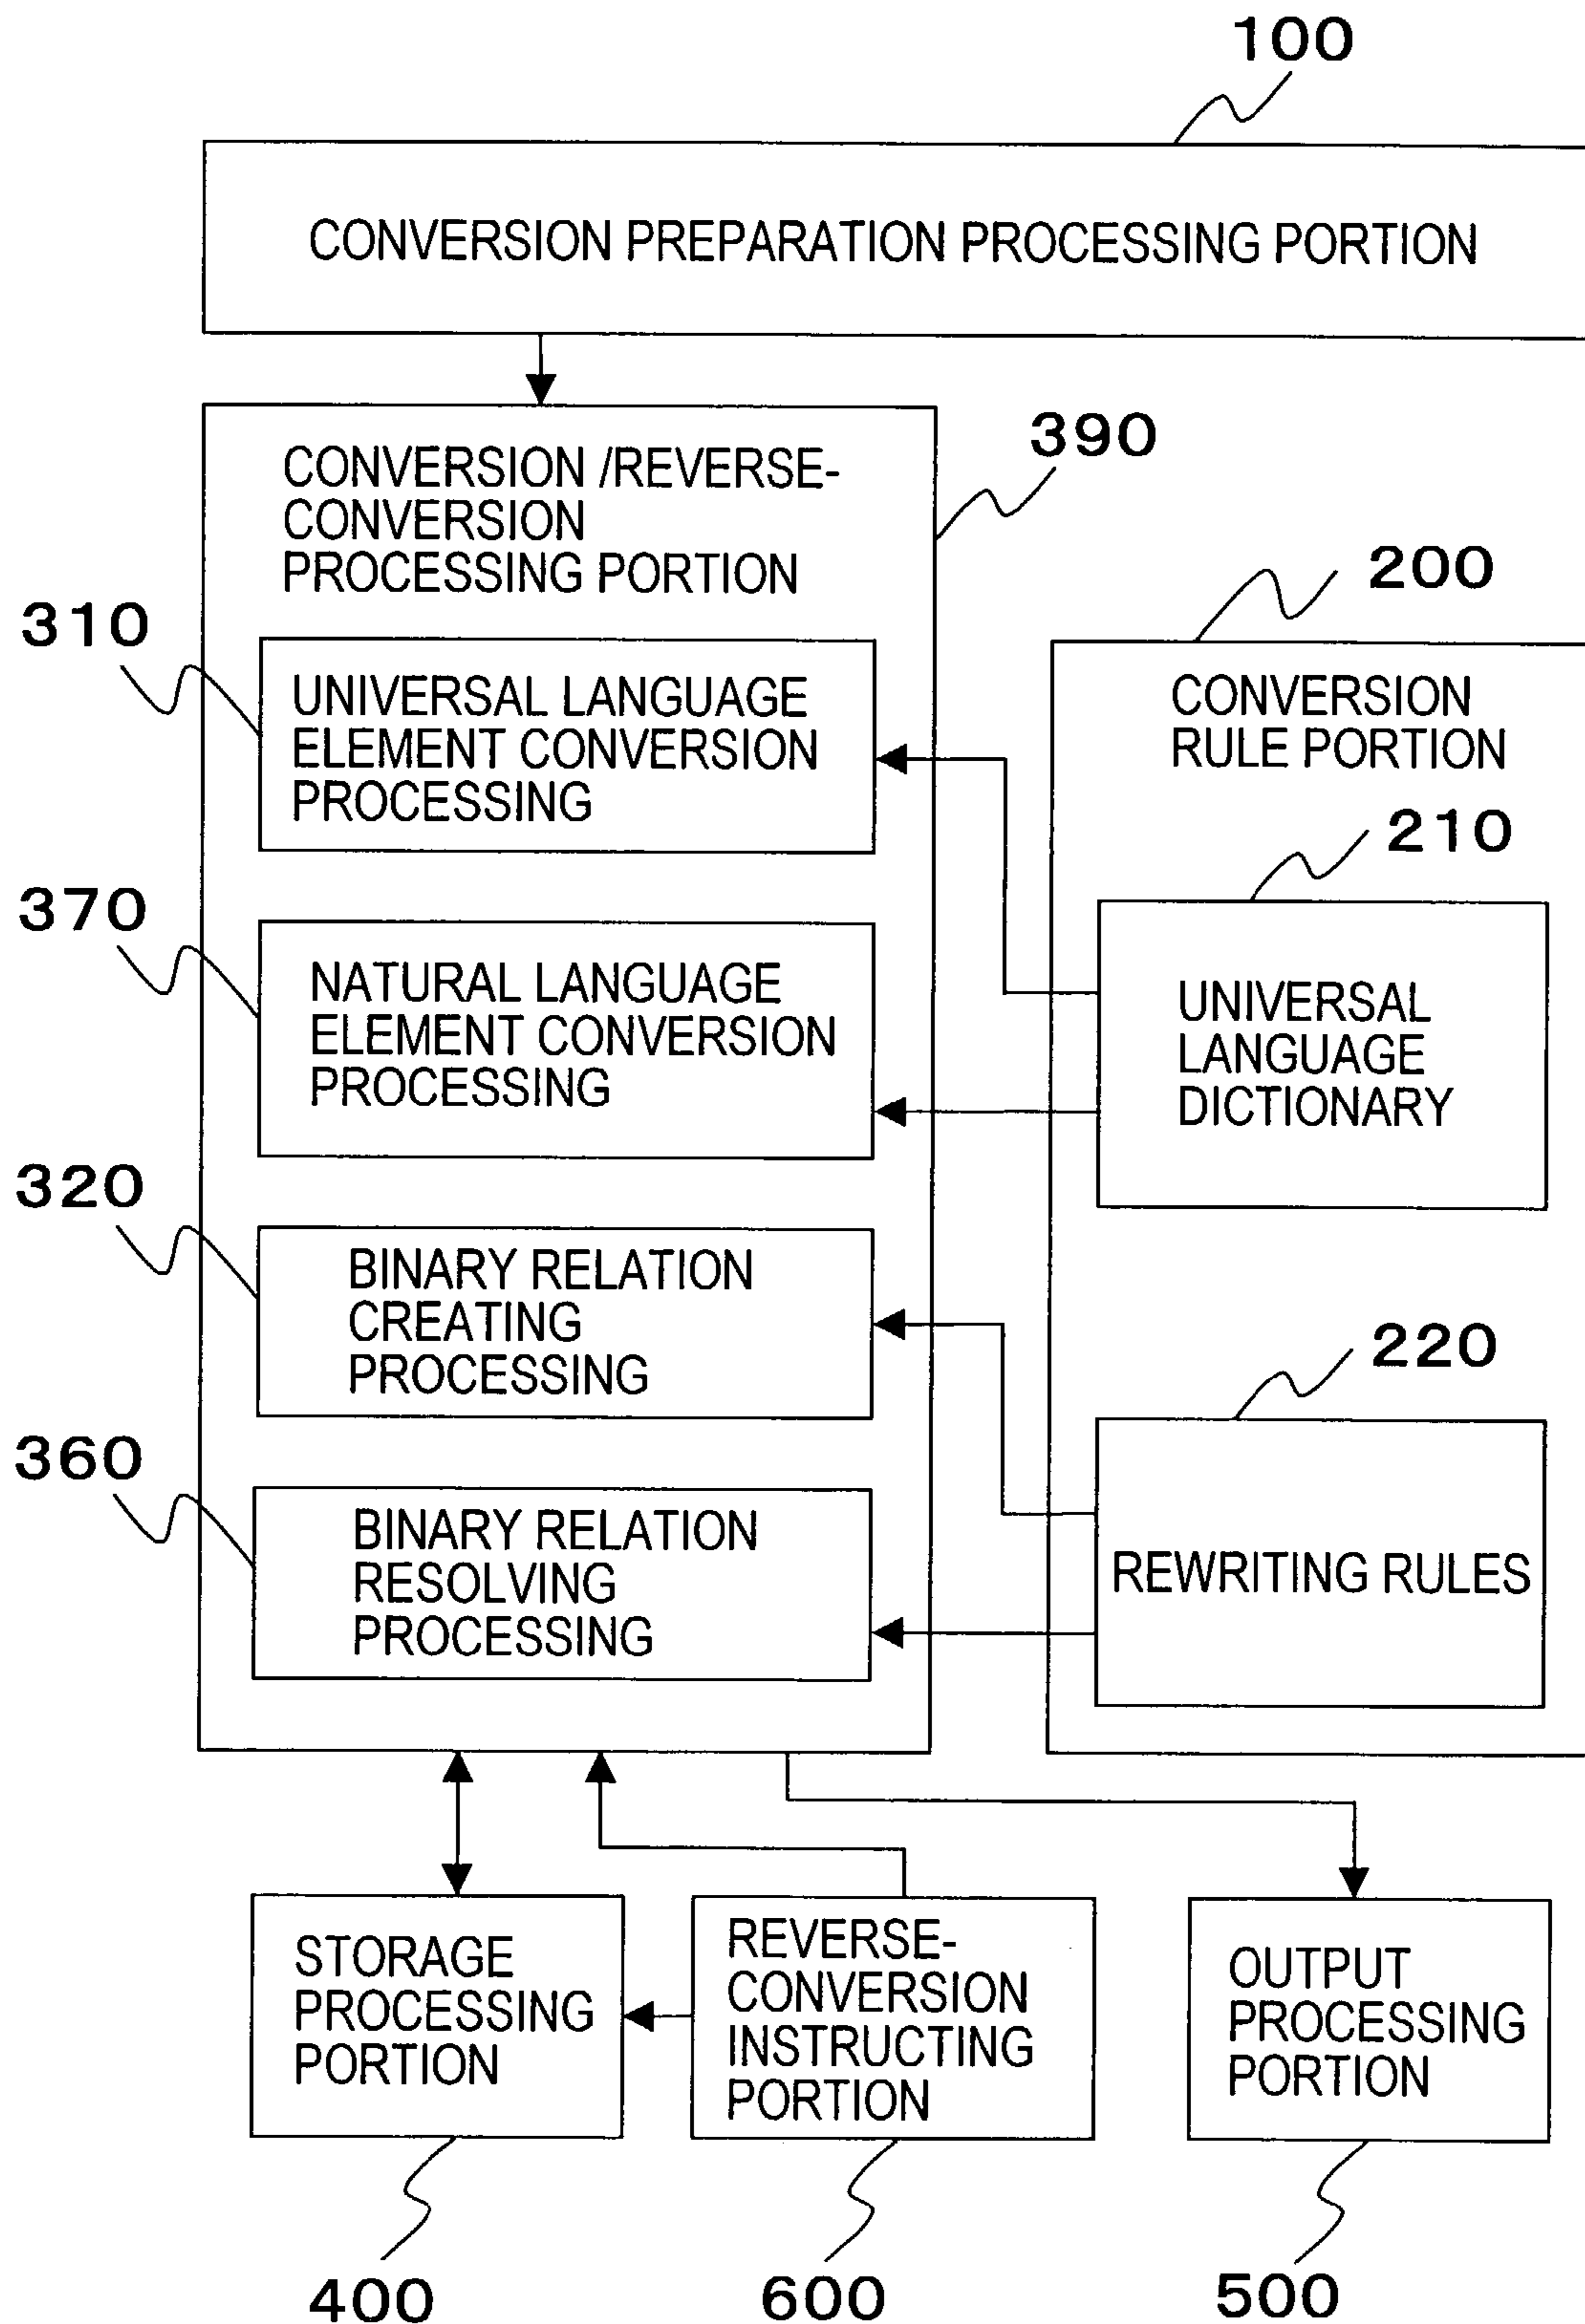 100
CONVERSION PREPARATION PROCESSING PORTION
390
CONVERSION /REVERSE-
CONVERSION
PROCESSING PORTION
200
CONVERSION
RULE PORTION
310
UNIVERSAL LANGUAGE
ELEMENT CONVERSION
PROCESSING
210
UNIVERSAL
LANGUAGE
DICTIONARY
370
NATURAL LANGUAGE
ELEMENT CONVERSION
PROCESSING
320
BINARY RELATION
CREATING
PROCESSING
220
REWRITING RULES
360
BINARY RELATION
RESOLVING
PROCESSING
STORAGE
PROCESSING
PORTION
REVERSE-
CONVERSION
INSTRUCTING
PORTION
OUTPUT
PROCESSING
PORTION
400
600
500